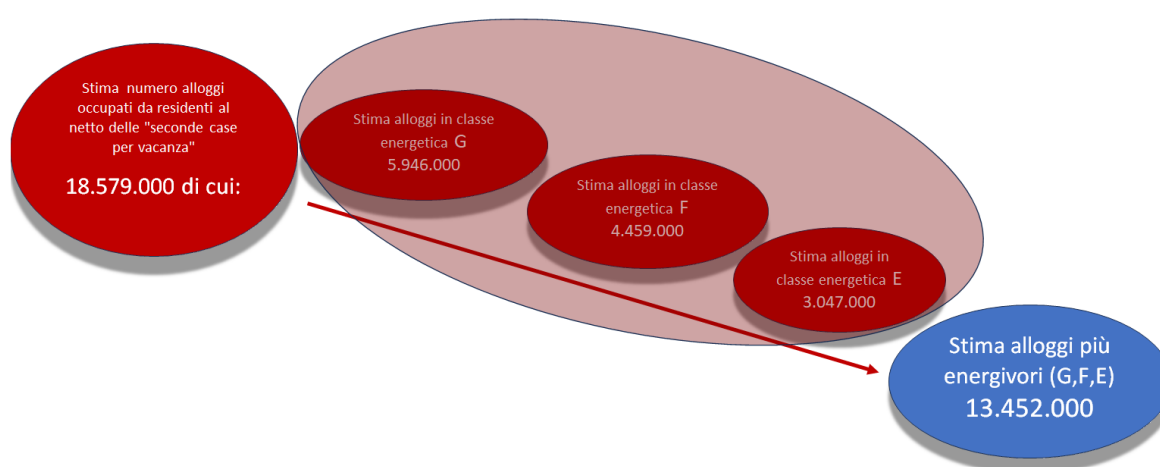 Stima numero alloggi
occupati da residenti al
netto delle "seconde case
per vacanza"
18.579.000 di cui:
Stima alloggi in classe
energetica G
5.946.000
Stima alloggi in classe
energetica F
4.459.000
Stima alloggi in
classe energetica E
3.047.000
Stima alloggi più
energivori (G,F,E)
13.452.000